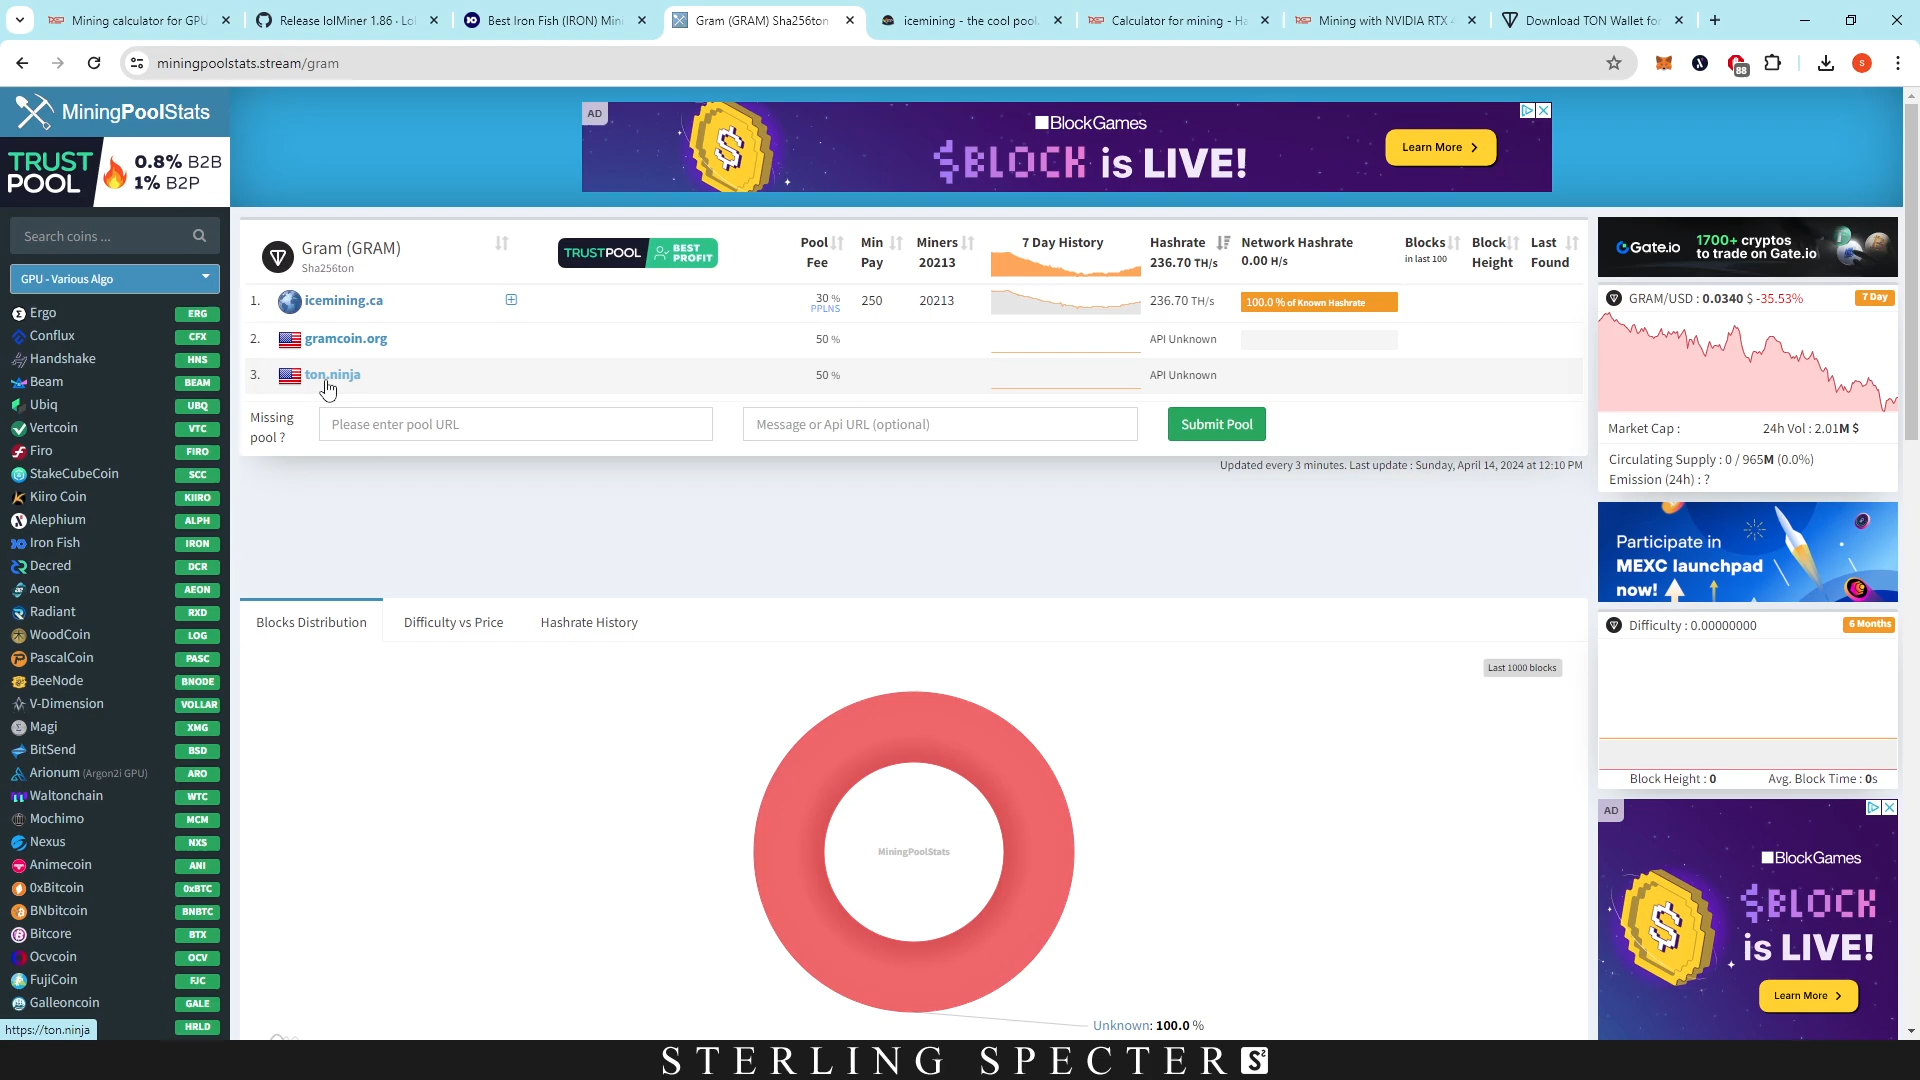 Mining calculator for GPU
Release lolMiner 1.86 · Lol
Best Iron Fish (IRON) Mini
Gram (GRAM) Sha256ton
icemining - the cool pool.
Calculator for mining - Ha
Mining with NVIDIA RTX
Download TON Wallet for
miningpoolstats.stream/gram
88
S
MiningPoolStats
TRUST
POOL
0.8% B2B
1% B2P
AD
BlockGames
$BLOCK is LIVE!
Learn More
Search coins ...
GPU - Various Algo
Ergo ERG
Conflux CFX
Handshake HNS
Beam BEAM
Ubiq UBQ
Vertcoin VTC
Firo FIRO
StakeCubeCoin SCC
Kiiro Coin KIIRO
Alephium ALPH
Iron Fish IRON
Decred DCR
Aeon AEON
Radiant RXD
WoodCoin LOG
PascalCoin PASC
BeeNode BNODE
V-Dimension VOLLAR
Magi XMG
BitSend BSD
Arionum (Argon2i GPU) ARO
Waltonchain WTC
Mochimo MCM
Nexus NXS
Animecoin ANI
0xBitcoin 0xBTC
BNbitcoin BNBTC
Bitcore BTX
Ocvcoin OCV
FujiCoin FJC
Galleoncoin GALE
HRLD
https://ton.ninja
Gram (GRAM)
Sha256ton
TRUSTPOOL BEST
PROFIT
Pool
Fee
Min
Pay
Miners
20213
7 Day History
Hashrate
236.70 TH/s
Network Hashrate
0.00 H/s
Blocks
in last 100
Block
Height
Last
Found
1. icemining.ca 30 % PPLNS 250 20213 236.70 TH/s 100.0 % of Known Hashrate
2. gramcoin.org 50 % API Unknown
3. ton.ninja 50 % API Unknown
Missing
pool ?
Please enter pool URL
Message or Api URL (optional)
Submit Pool
Updated every 3 minutes. Last update : Sunday, April 14, 2024 at 12:10 PM
Blocks Distribution
Difficulty vs Price
Hashrate History
Last 1000 blocks
MiningPoolStats
Unknown: 100.0 %
Gate.io
1700+ cryptos
to trade on Gate.io
GRAM/USD : 0.0340 $ -35.53%
7 Day
Market Cap :
24h Vol : 2.01M $
Circulating Supply : 0 / 965M (0.0%)
Emission (24h) : ?
Participate in
MEXC launchpad
now!
Difficulty : 0.00000000
6 Months
Block Height : 0
Avg. Block Time : 0s
AD
BlockGames
$BLOCK
is LIVE!
Learn More
STERLING SPECTER